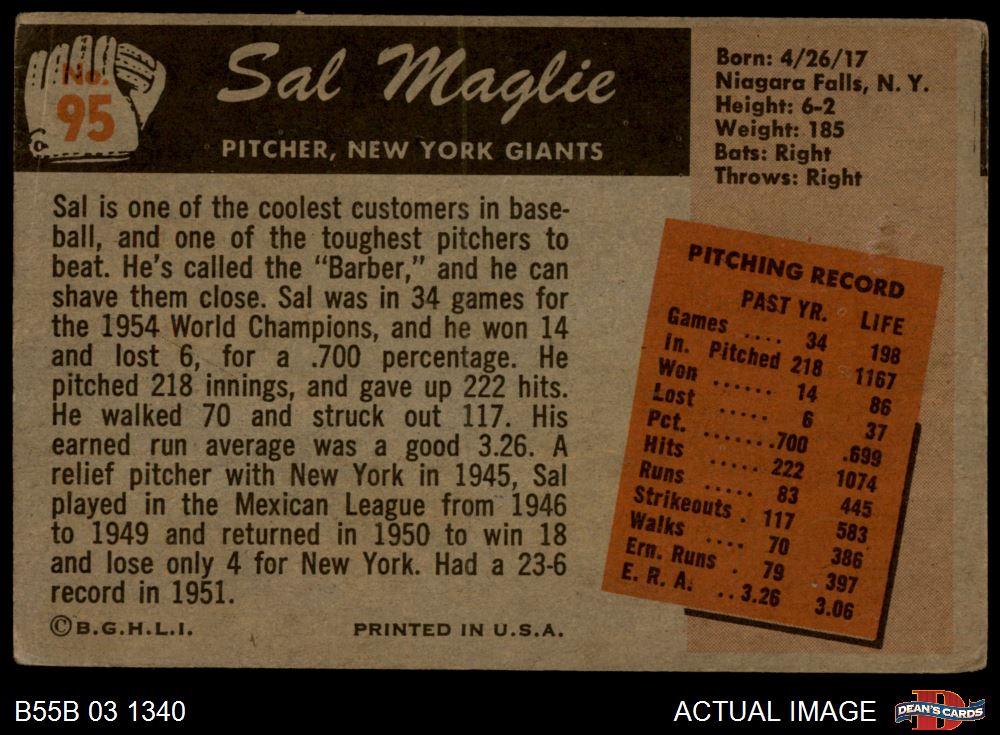 No.
95
Sal Maglie
PITCHER, NEW YORK GIANTS
Born: 4/26/17
Niagara Falls, N. Y.
Height: 6-2
Weight: 185
Bats: Right
Throws: Right
Sal is one of the coolest customers in base-
ball, and one of the toughest pitchers to
beat. He's called the "Barber," and he can
shave them close. Sal was in 34 games for
the 1954 World Champions, and he won 14
and lost 6, for a .700 percentage. He
pitched 218 innings, and gave up 222 hits.
He walked 70 and struck out 117. His
earned run average was a good 3.26. A
relief pitcher with New York in 1945, Sal
played in the Mexican League from 1946
to 1949 and returned in 1950 to win 18
and lose only 4 for New York. Had a 23-6
record in 1951.
PITCHING RECORD
PAST YR. LIFE
Games .... 34 198
In. Pitched 218 1167
Won ...... 14 86
Lost ..... 6 37
Pct. .......700 .699
Hits ..... 222 1074
Runs ..... 83 445
Strikeouts . 117 583
Walks .... 70 386
Ern. Runs . 79 397
E. R. A. ..3.26 3.06
©B.G.H.L.I. PRINTED IN U.S.A.
B55B 03 1340 ACTUAL IMAGE
D
DEAN'S CARDS